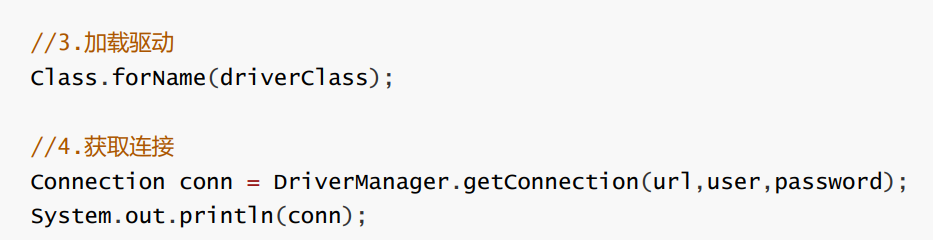 //3.加载驱动
Class.forName(driverClass);
//4.获取连接
Connection conn = DriverManager.getConnection(url,user,password);
System.out.println(conn);